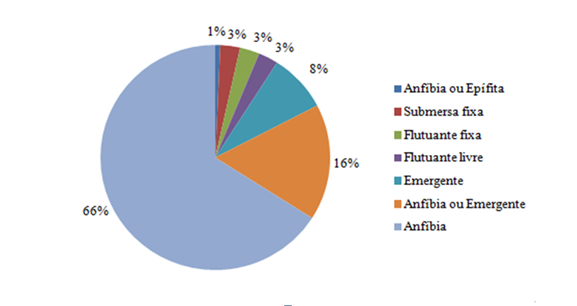 1%
3%
3%
3%
8%
16%
66%
Anfíbia ou Epífita
Submersa fixa
Flutuante fixa
Flutuante livre
Emergente
Anfíbia ou Emergente
Anfíbia